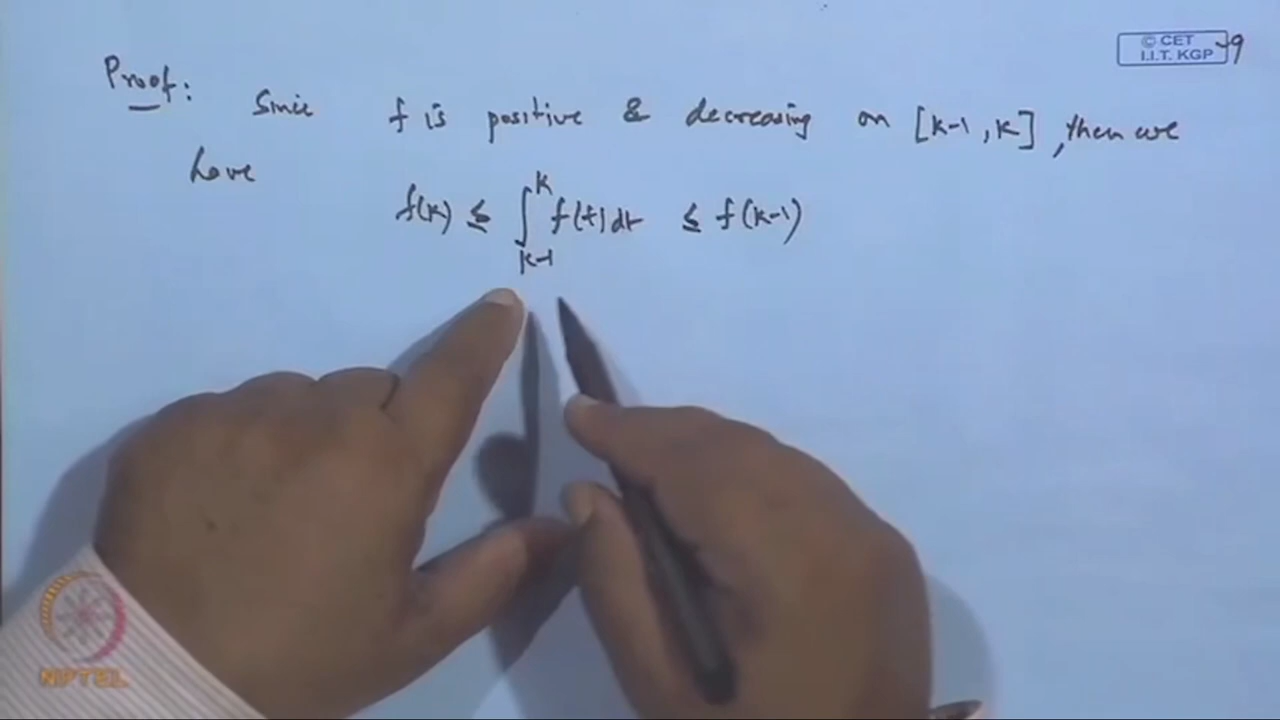 © CET
I.I.T. KGP
Proof: Since f is positive & decreasing on [k-1, k], then we
have
f(k) ≤ ∫_{k-1}^{k} f(t)dt ≤ f(k-1)
NPTEL